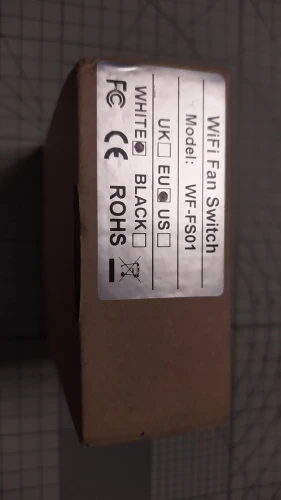 WiFi Fan Switch
Model: WF-FS01
UK EU US
WHITE BLACK
FC CE ROHS